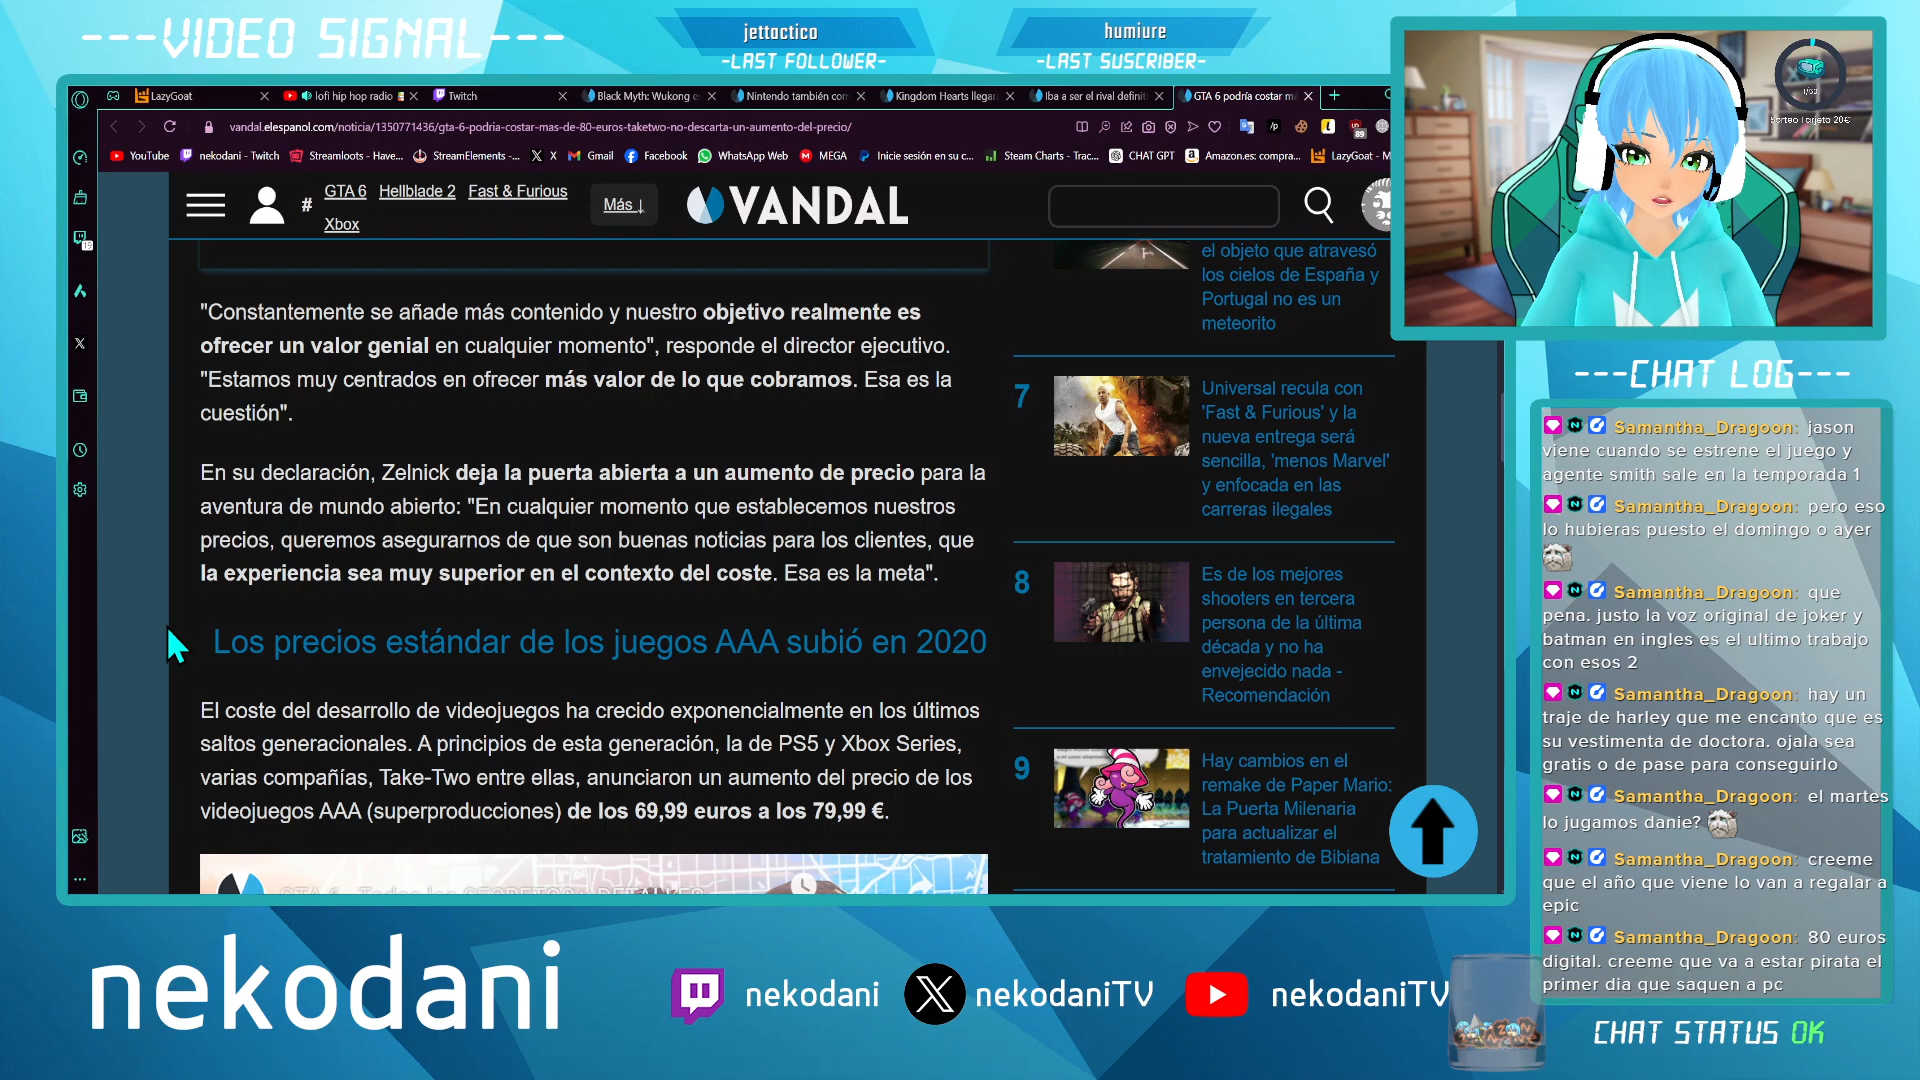 ---VIDEO SIGNAL---
jettactico
-LAST FOLLOWER-
humiure
-LAST SUSCRIBER-
1/50
Sorteo Tarjeta 20€
LazyGoat
lofi hip hop radio
Twitch
Black Myth: Wukong e
Nintendo también com
Kingdom Hearts llegar
Iba a ser el rival definit
GTA 6 podría costar m
vandal.elespanol.com/noticia/1350771436/gta-6-podria-costar-mas-de-80-euros-taketwo-no-descarta-un-aumento-del-precio/
89
YouTube
nekodani - Twitch
Streamloots - Have...
StreamElements -...
X
Gmail
Facebook
WhatsApp Web
MEGA
Inicie sesión en su c...
Steam Charts - Trac...
CHAT GPT
Amazon.es: compra...
LazyGoat - M
19
# GTA 6 Hellblade 2 Fast & Furious
Xbox
Más ↓
VANDAL
"Constantemente se añade más contenido y nuestro objetivo realmente es
ofrecer un valor genial en cualquier momento", responde el director ejecutivo.
"Estamos muy centrados en ofrecer más valor de lo que cobramos. Esa es la
cuestión".
En su declaración, Zelnick deja la puerta abierta a un aumento de precio para la
aventura de mundo abierto: "En cualquier momento que establecemos nuestros
precios, queremos asegurarnos de que son buenas noticias para los clientes, que
la experiencia sea muy superior en el contexto del coste. Esa es la meta".
Los precios estándar de los juegos AAA subió en 2020
El coste del desarrollo de videojuegos ha crecido exponencialmente en los últimos
saltos generacionales. A principios de esta generación, la de PS5 y Xbox Series,
varias compañías, Take-Two entre ellas, anunciaron un aumento del precio de los
videojuegos AAA (superproducciones) de los 69,99 euros a los 79,99 €.
el objeto que atravesó
los cielos de España y
Portugal no es un
meteorito
7
Universal recula con
'Fast & Furious' y la
nueva entrega será
sencilla, 'menos Marvel'
y enfocada en las
carreras ilegales
8
Es de los mejores
shooters en tercera
persona de la última
década y no ha
envejecido nada -
Recomendación
9
Hay cambios en el
remake de Paper Mario:
La Puerta Milenaria
para actualizar el
tratamiento de Bibiana
---CHAT LOG---
Samantha_Dragoon: jason
viene cuando se estrene el juego y
agente smith sale en la temporada 1
Samantha_Dragoon: pero eso
lo hubieras puesto el domingo o ayer
Samantha_Dragoon: que
pena. justo la voz original de joker y
batman en ingles es el ultimo trabajo
con esos 2
Samantha_Dragoon: hay un
traje de harley que me encanto que es
su vestimenta de doctora. ojala sea
gratis o de pase para conseguirlo
Samantha_Dragoon: el martes
lo jugamos danie?
Samantha_Dragoon: creeme
que el año que viene lo van a regalar a
epic
Samantha_Dragoon: 80 euros
digital. creeme que va a estar pirata el
primer dia que saquen a pc
CHAT STATUS OK
nekodani
nekodani
nekodaniTV
nekodaniTV